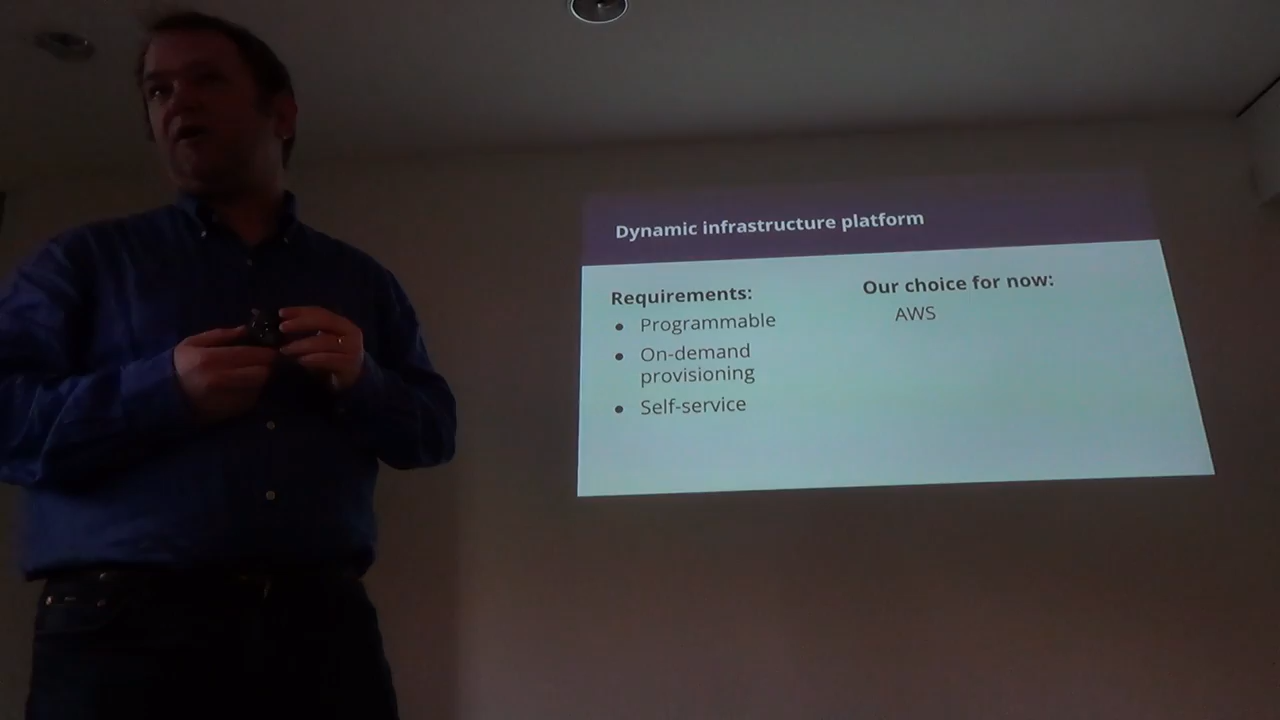 Dynamic infrastructure platform
Requirements:
• Programmable
• On-demand
provisioning
• Self-service
Our choice for now:
AWS